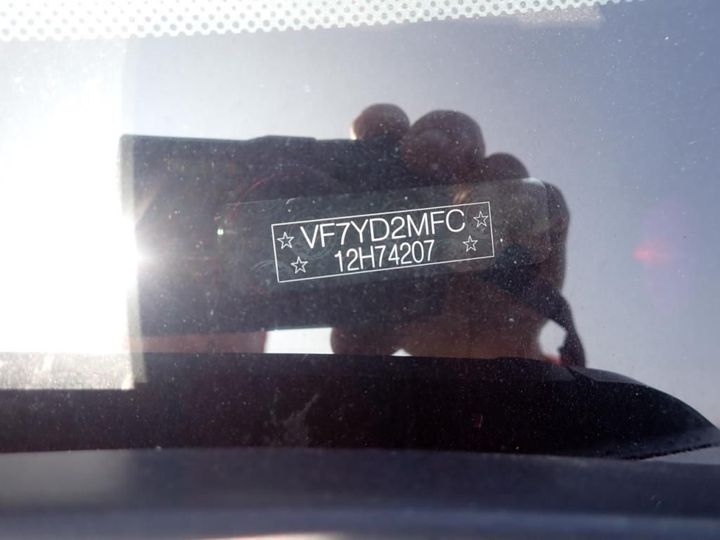 ☆ VF7YD2MFC ☆
☆ 12H74207 ☆